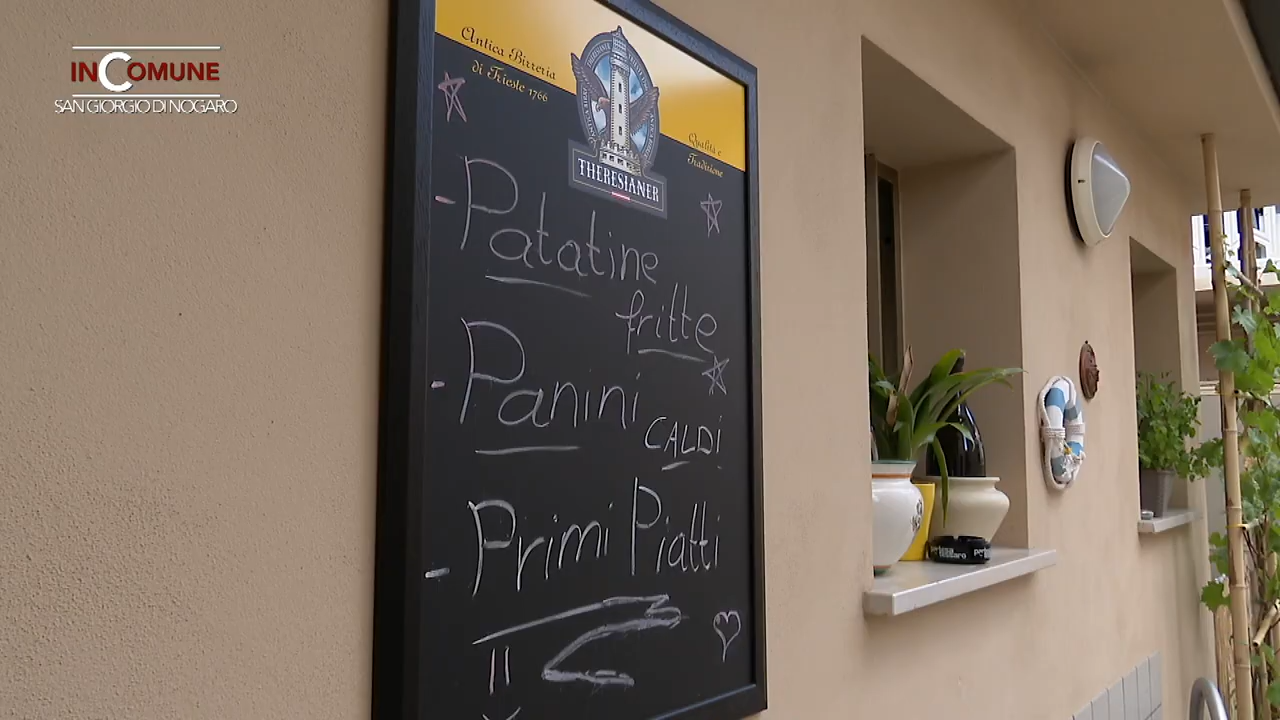 INCOMUNE
SAN GIORGIO DI NOGARO
Antica Birreria
di Trieste 1766
Qualità e
Tradizione
THERESIANER
-Patatine
fritte
-Panini
CALDI
-Primi Piatti